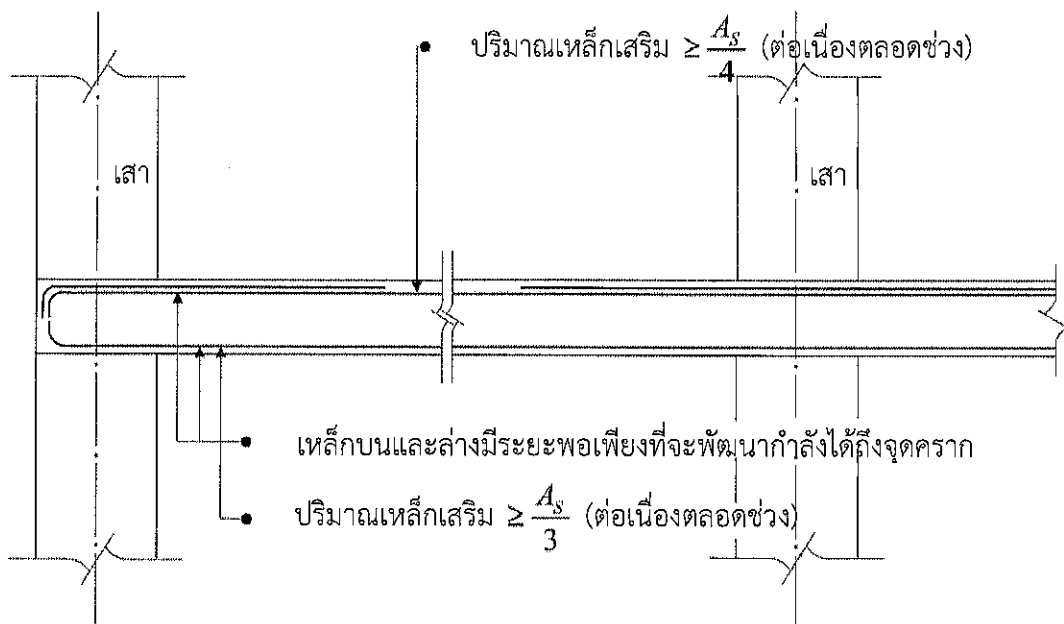 ปริมาณเหล็กเสริม ≥ A_s/4 (ต่อเนื่องตลอดช่วง)
เสา
เสา
เหล็กบนและล่างมีระยะพอเพียงที่จะพัฒนากำลังได้ถึงจุดคราก
ปริมาณเหล็กเสริม ≥ A_s/3 (ต่อเนื่องตลอดช่วง)